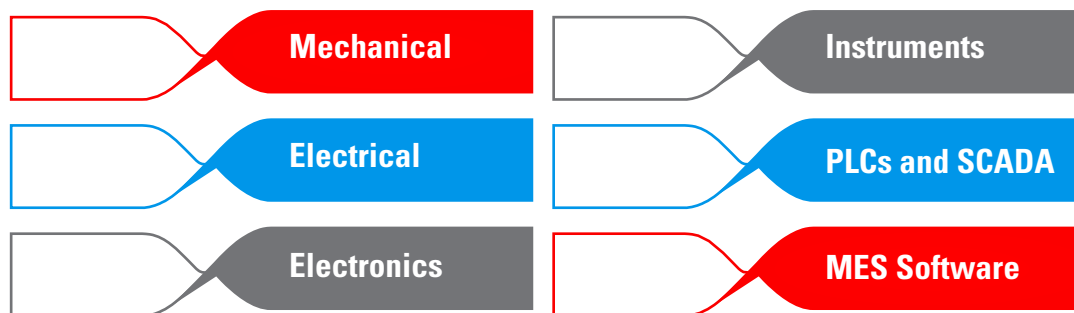 Mechanical
Instruments
Electrical
PLCs and SCADA
Electronics
MES Software